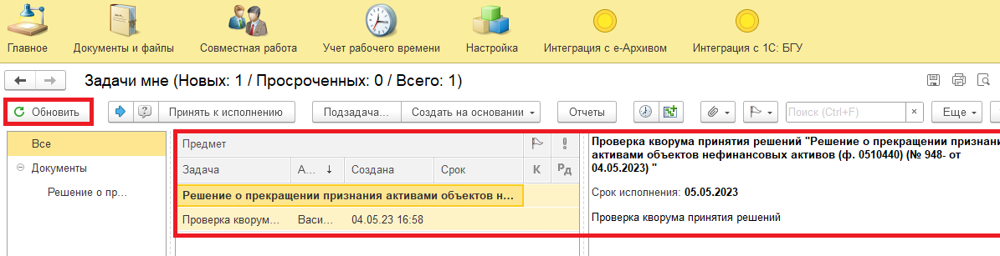 Главное Документы и файлы Совместная работа Учет рабочего времени Настройка Интеграция с е-Архивом Интеграция с 1С: БГУ
Задачи мне (Новых: 1 / Просроченных: 0 / Всего: 1)
Обновить Принять к исполнению Подзадача... Создать на основании Отчеты Поиск (Ctrl+F) × Еще
Все
Документы
Решение о пр...
Предмет
Задача А... ↓ Создана Срок К Рд
Решение о прекращении признания активами объектов н...
Проверка кворум... Васи... 04.05.23 16:58
Проверка кворума принятия решений "Решение о прекращении признани
активами объектов нефинансовых активов (ф. 0510440) (№ 948- от
04.05.2023) "
Срок исполнения: 05.05.2023
Проверка кворума принятия решений